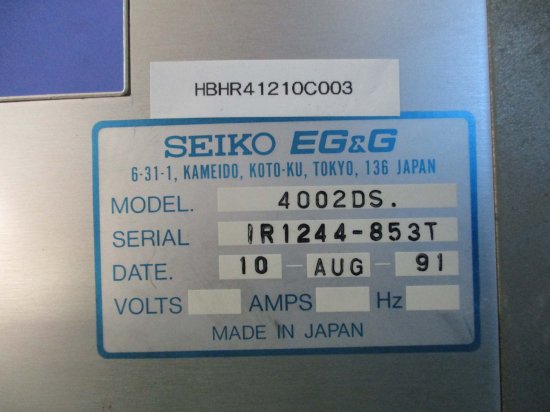 HBHR41210C003
SEIKO EG&G
6-31-1, KAMEIDO, KOTO-KU, TOKYO, 136 JAPAN
MODEL. 4002DS.
SERIAL IR1244-853T
DATE. 10 — AUG — 91
VOLTS AMPS Hz
MADE IN JAPAN